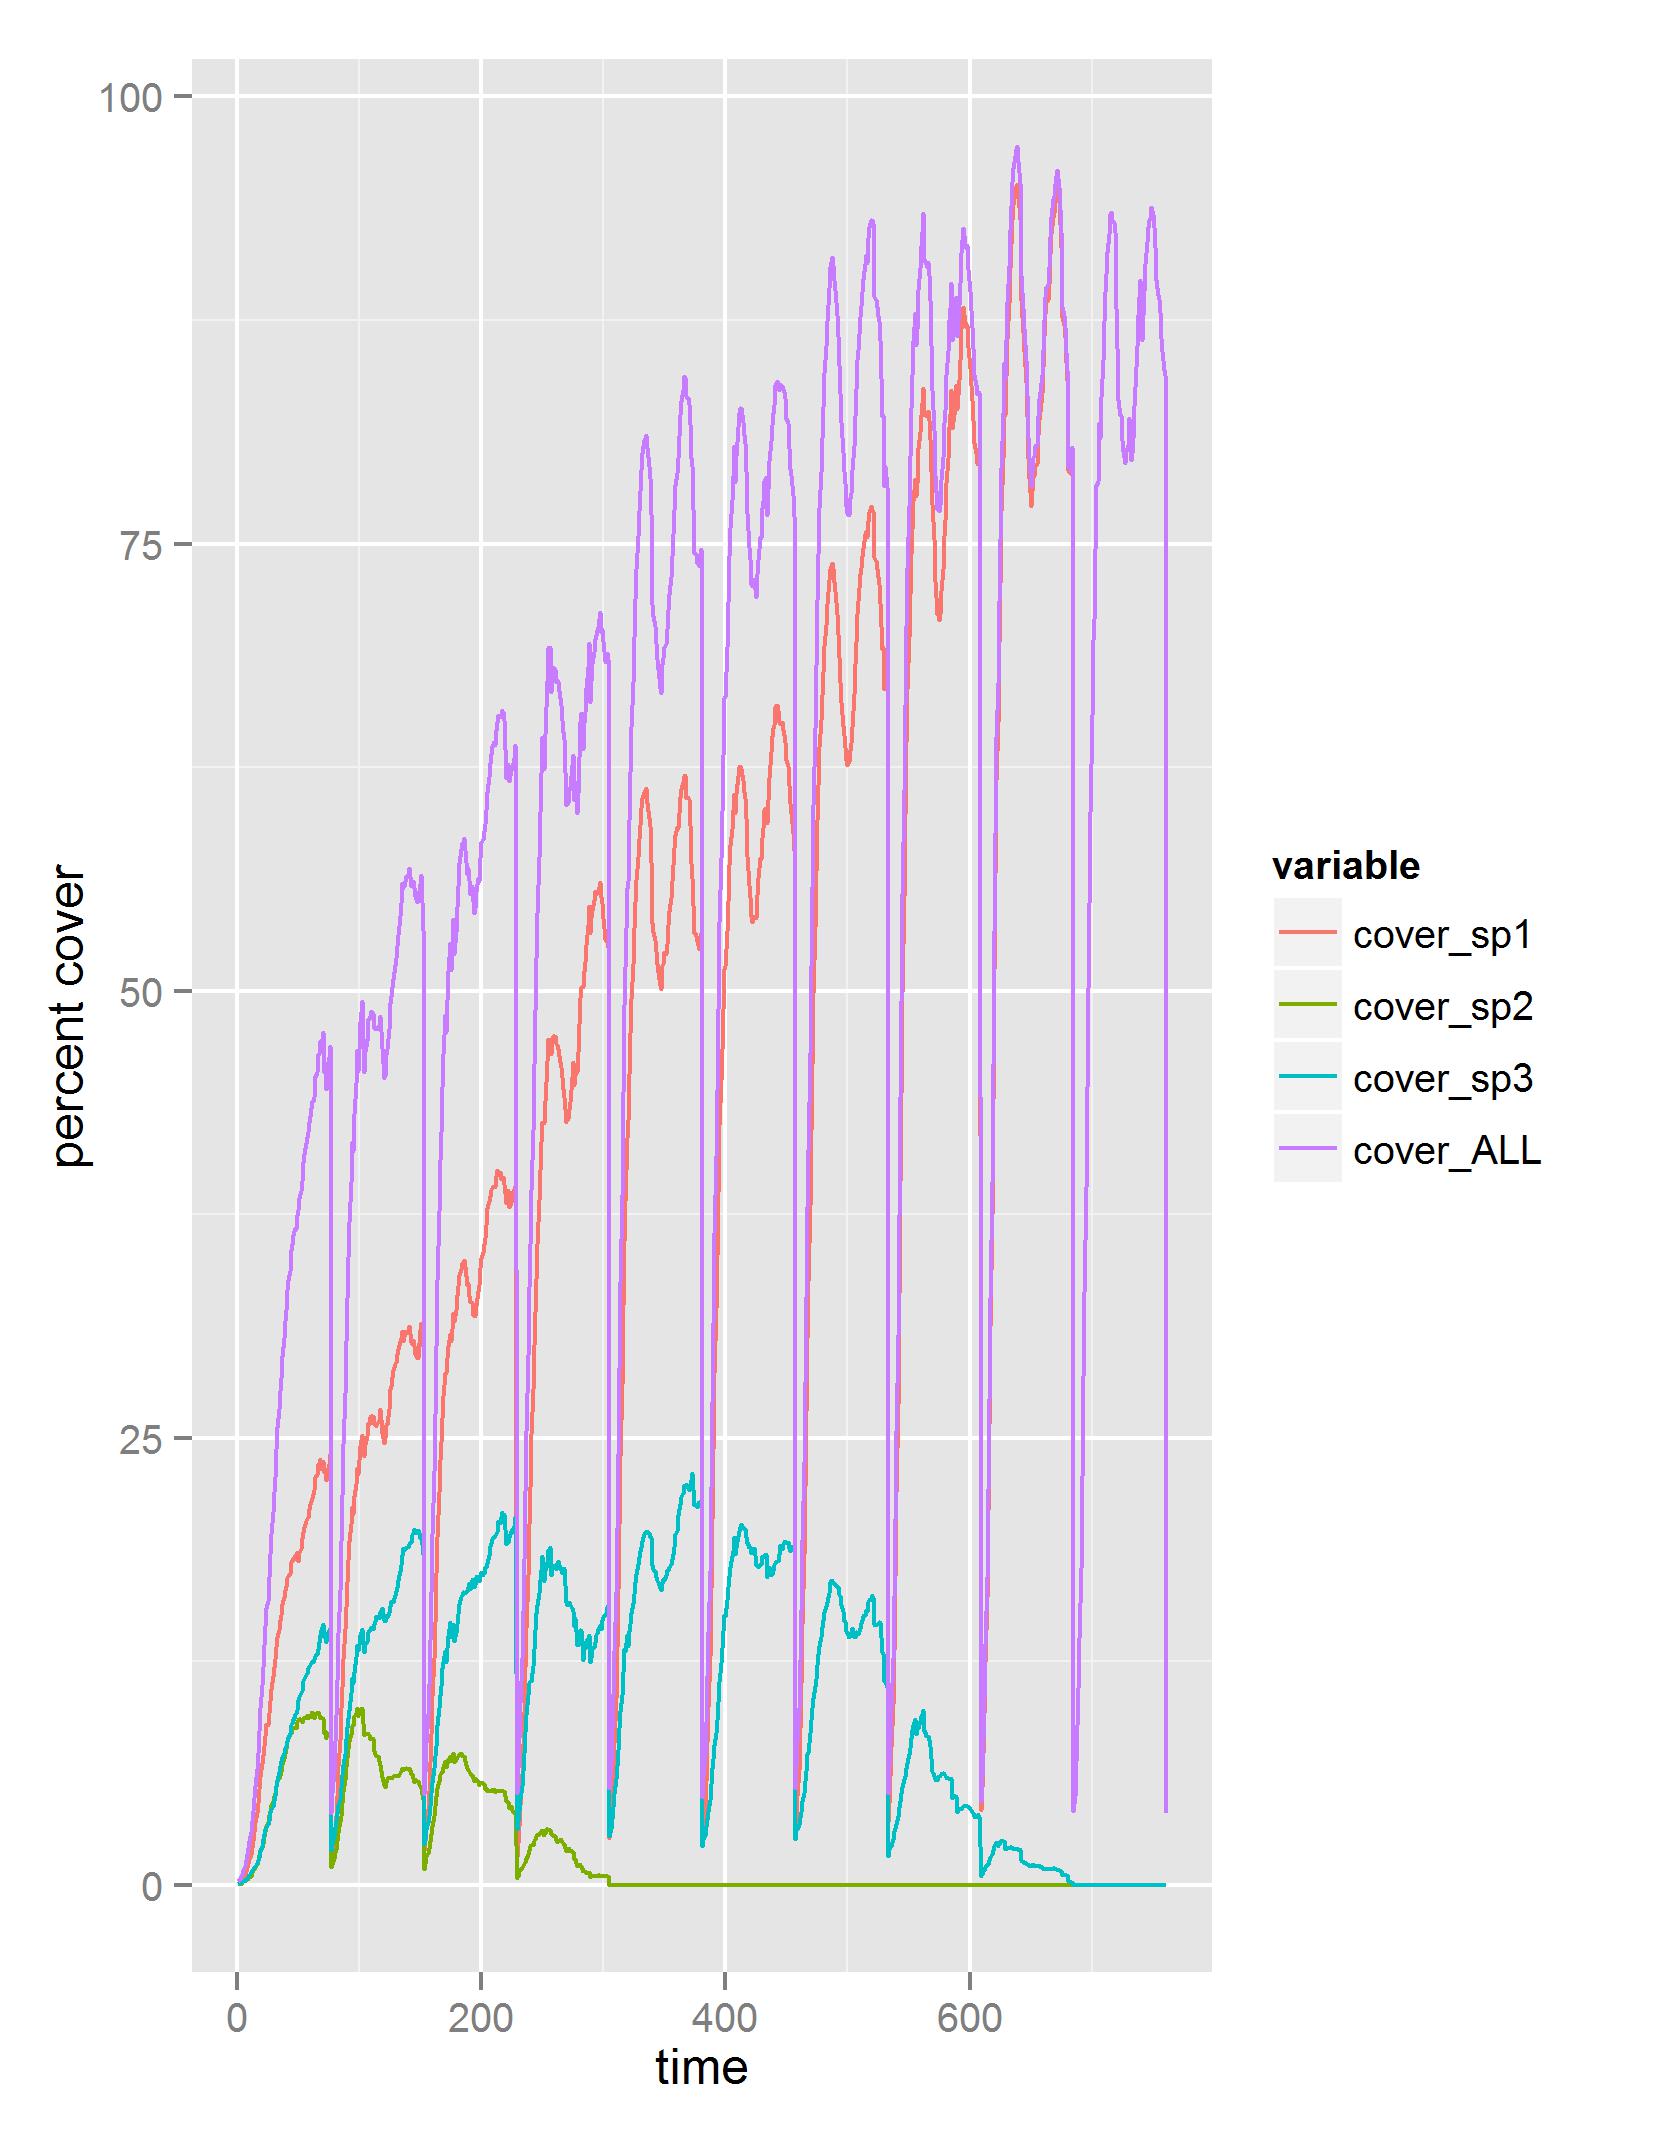 100
75
50
25
0
percent cover
0 200 400 600
time
variable
cover_sp1
cover_sp2
cover_sp3
cover_ALL